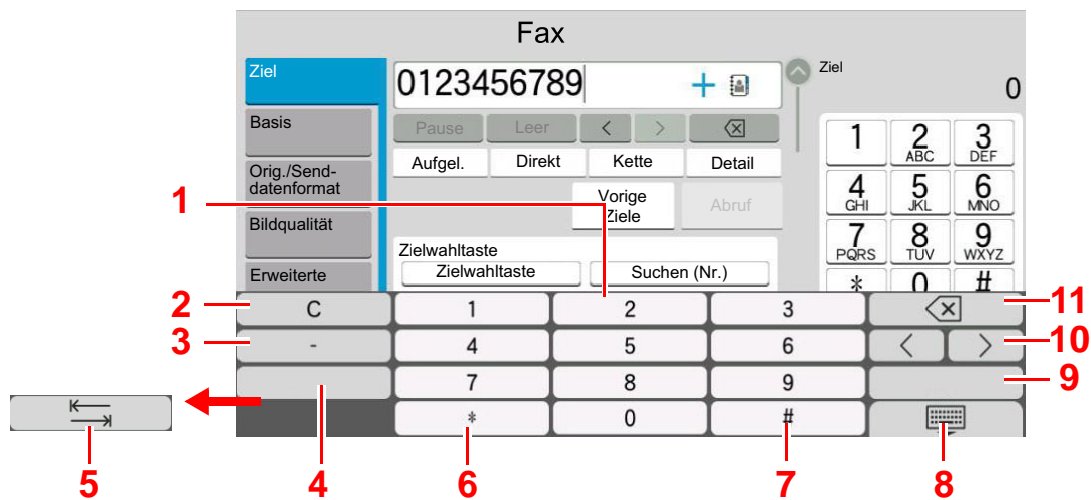 Fax
Ziel
0123456789
Ziel
0
Basis
Pause Leer < >
Orig./Send-
datenformat
Aufgel. Direkt Kette Detail
Vorige
Ziele
Abruf
Bildqualität
Zielwahltaste
Erweiterte
Zielwahltaste Suchen (Nr.)
1 2 ABC 3 DEF
4 GHI 5 JKL 6 MNO
7 PQRS 8 TUV 9 WXYZ
* 0 #
C 1 2 3
- 4 5 6 < >
7 8 9
* 0 #
1
2
3
4
5
6
7
8
9
10
11